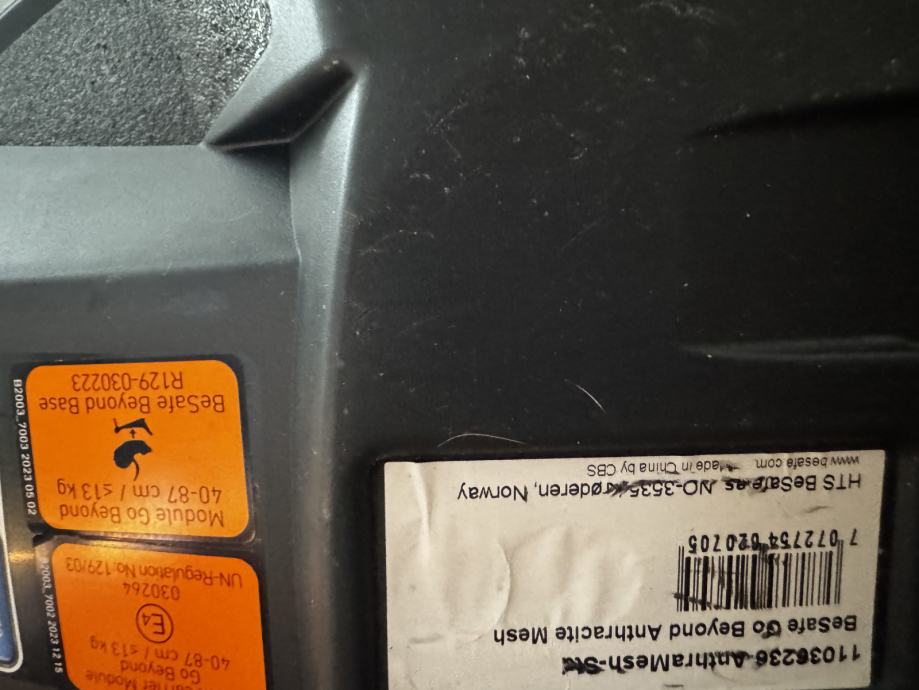 11036236 AnthraMesh-Std
BeSafe Go Beyond Anthracite Mesh
7 072754 020705
HTS BeSafe as NO-3535 Krøderen, Norway
www.besafe.com Made in China by CBS
Go Beyond
40-87 cm / ≤13 kg
E4
030264
UN-Regulation No. 129/03
B2003_7002 2023 12 15
Module Go Beyond
40-87 cm / ≤13 kg
BeSafe Beyond Base
R129-030223
B2003_7003 2023 05 02